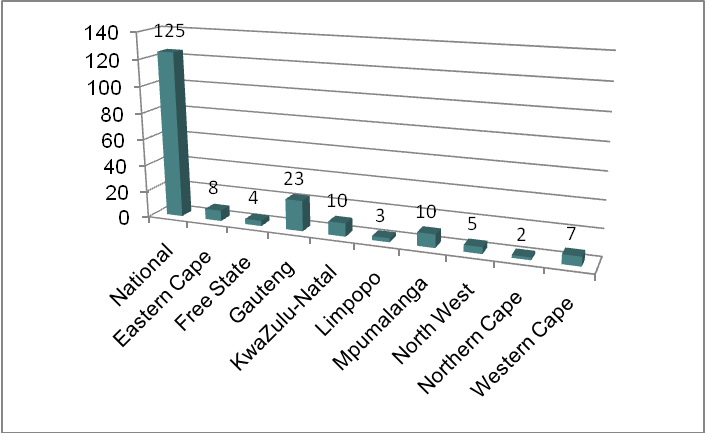 140
120
100
80
60
40
20
0
125
8
4
23
10
3
10
5
2
7
National
Eastern Cape
Free State
Gauteng
KwaZulu-Natal
Limpopo
Mpumalanga
North West
Northern Cape
Western Cape